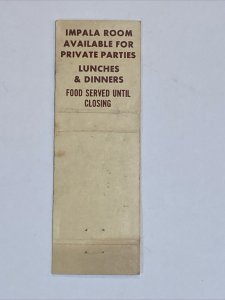 IMPALA ROOM
AVAILABLE FOR
PRIVATE PARTIES
LUNCHES
& DINNERS
FOOD SERVED UNTIL
CLOSING